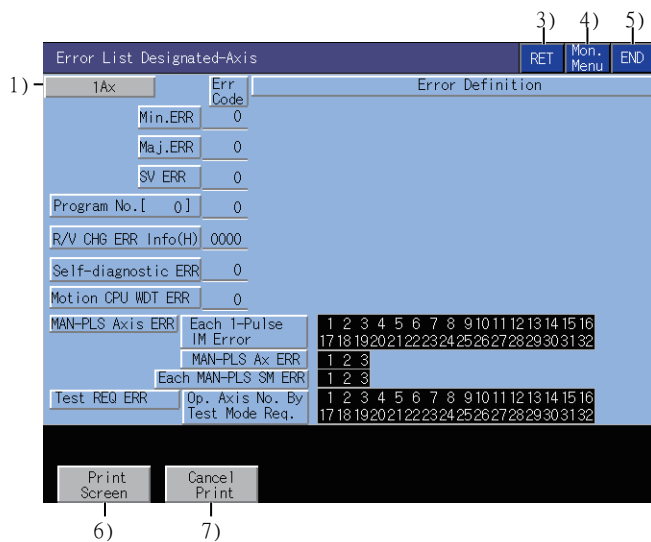 3) 4) 5)
Error List Designated-Axis RET Mon. Menu END
1) 1Ax Err Code Error Definition
Min.ERR 0
Maj.ERR 0
SV ERR 0
Program No.[ 0] 0
R/V CHG ERR Info(H) 0000
Self-diagnostic ERR 0
Motion CPU WDT ERR 0
MAN-PLS Axis ERR Each 1-Pulse IM Error 1 2 3 4 5 6 7 8 9 10 11 12 13 14 15 16
17 18 19 20 21 22 23 24 25 26 27 28 29 30 31 32
MAN-PLS Ax ERR 1 2 3
Each MAN-PLS SM ERR 1 2 3
Test REQ ERR Op. Axis No. By Test Mode Req. 1 2 3 4 5 6 7 8 9 10 11 12 13 14 15 16
17 18 19 20 21 22 23 24 25 26 27 28 29 30 31 32
Print Screen Cancel Print
6) 7)